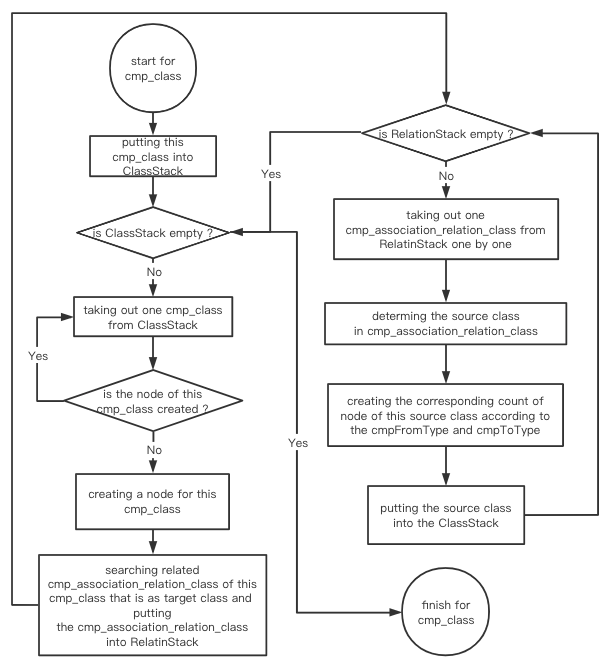 start for
cmp_class
putting this
cmp_class into
ClassStack
is ClassStack empty ?
No
taking out one cmp_class
from ClassStack
Yes
is the node of this
cmp_class created ?
No
creating a node for this
cmp_class
searching related
cmp_association_relation_class of this
cmp_class that is as target class and
putting
the cmp_association_relation_class
into RelatinStack
Yes
is RelationStack empty ?
No
taking out one
cmp_association_relation_class from
RelatinStack one by one
determing the source class
in cmp_association_relation_class
creating the corresponding count of
node of this source class according to
the cmpFromType and cmpToType
putting the source class
into the ClassStack
Yes
finish for
cmp_class